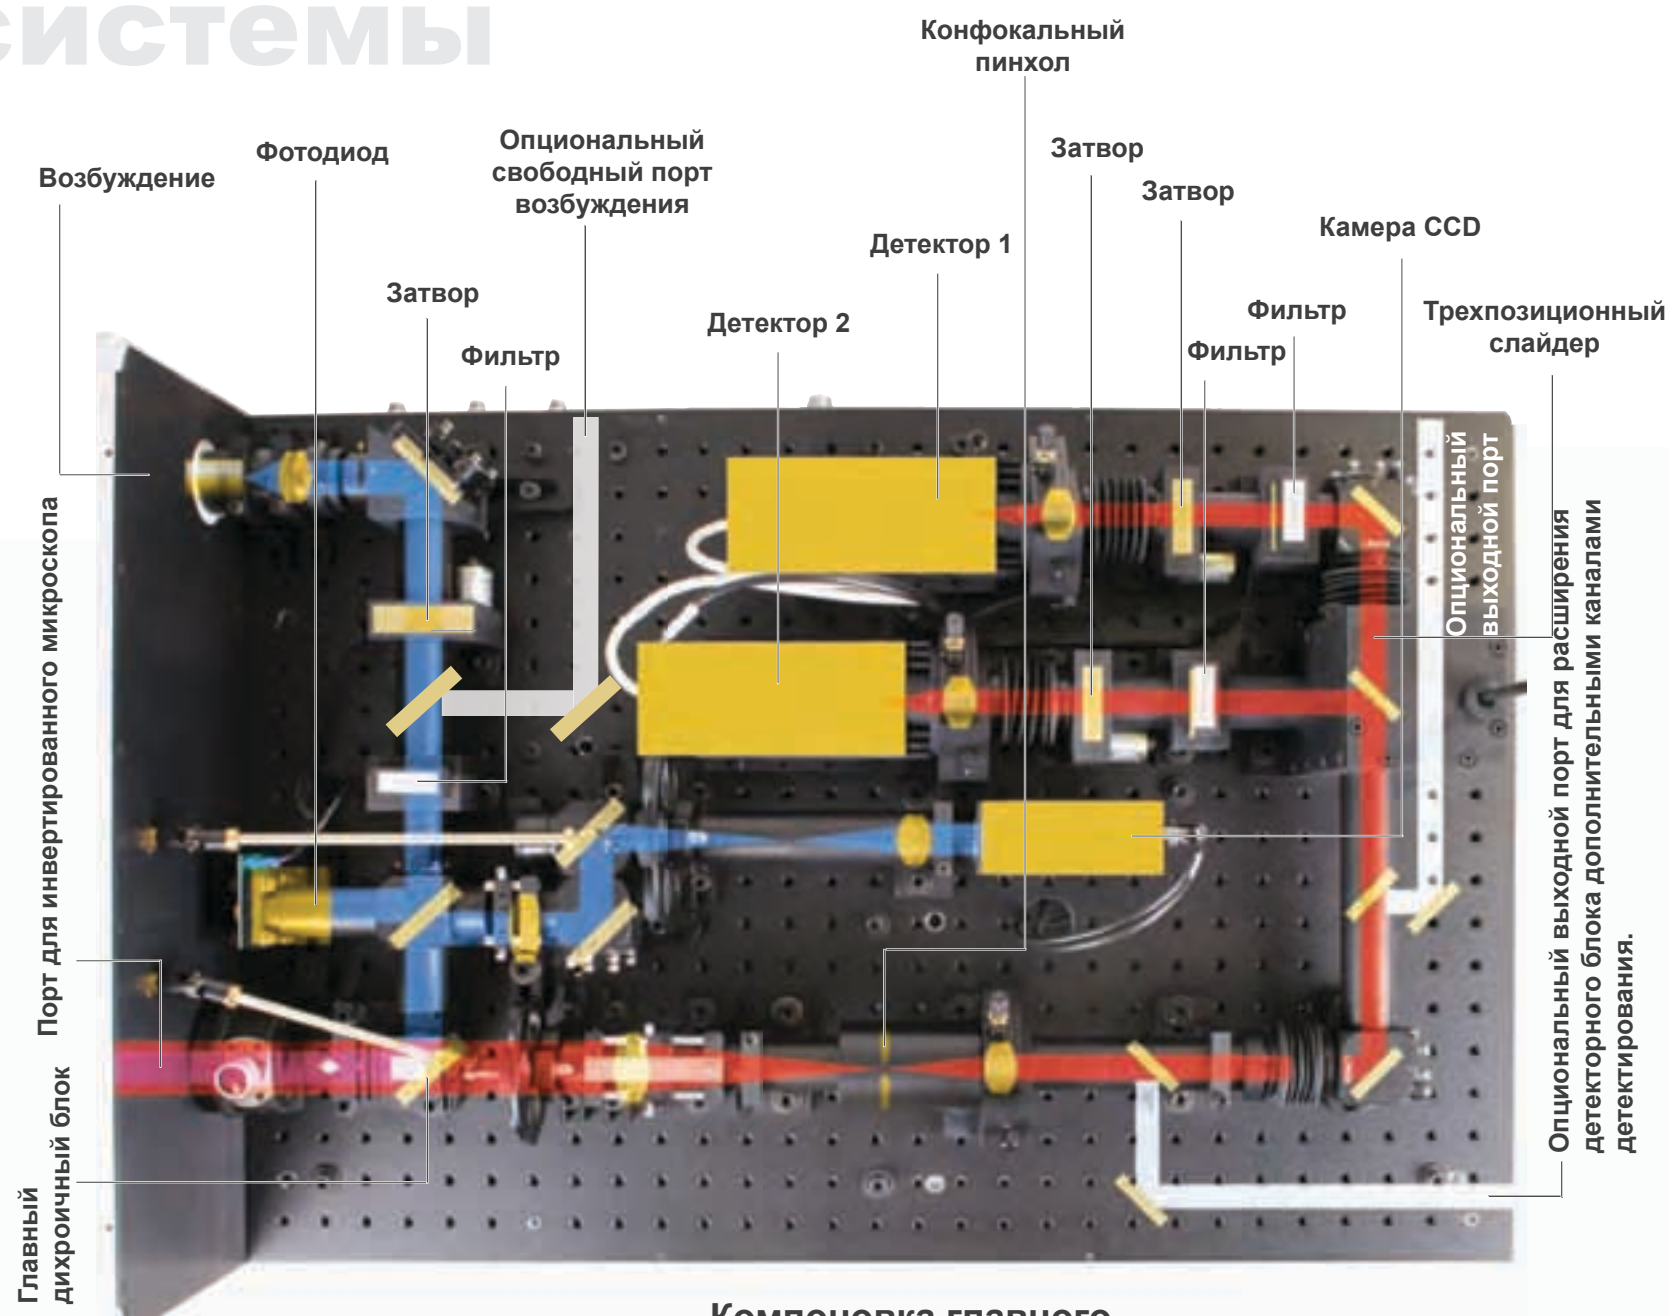 системы
Конфокальный
пинхол
Опциональный
свободный порт
возбуждения
Фотодиод
Возбуждение
Затвор
Затвор
Камера CCD
Детектор 1
Затвор
Детектор 2
Фильтр
Фильтр
Фильтр
Трехпозиционный
слайдер
Опциональный
выходной порт
Порт для инвертированного микроскопа
Главный
дихроичный блок
Опциональный выходной порт для расширения
детекторного блока дополнительными каналами
детектирования.
Компоновка главного